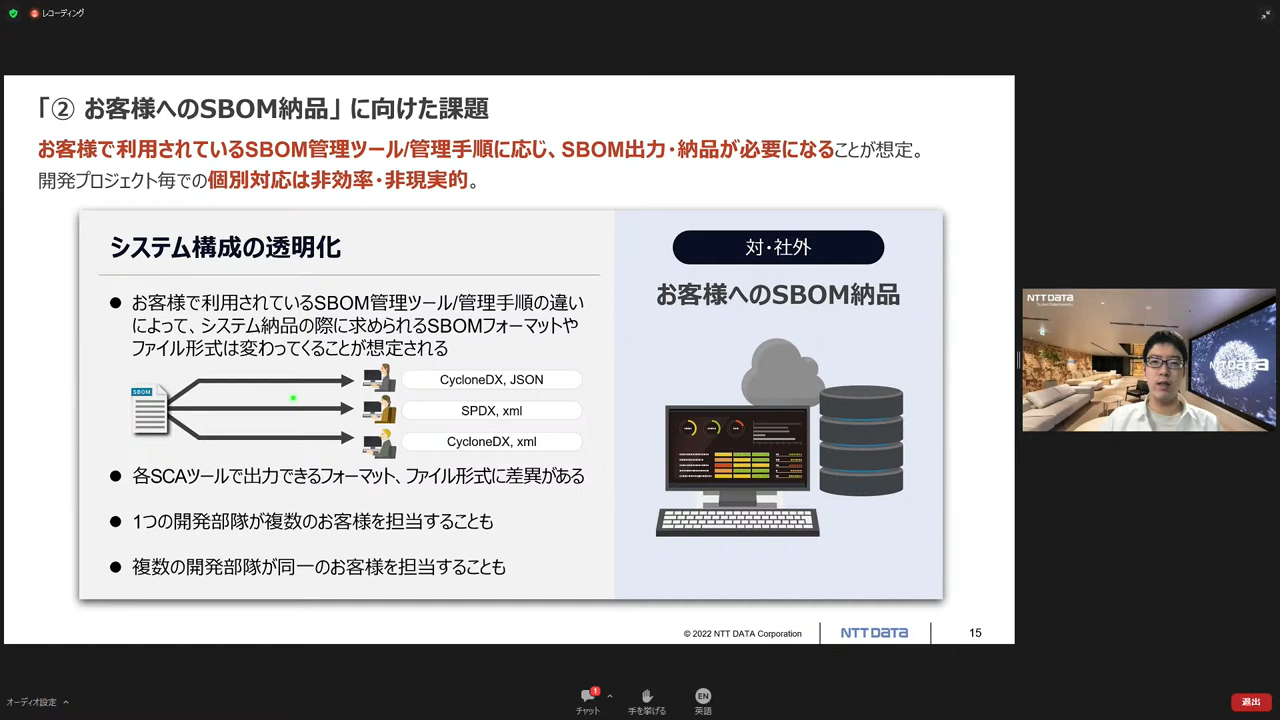 レコーディング
「② お客様へのSBOM納品」に向けた課題
お客様で利用されているSBOM管理ツール/管理手順に応じ、SBOM出力・納品が必要になることが想定。
開発プロジェクト毎での個別対応は非効率・非現実的。
システム構成の透明化
● お客様で利用されているSBOM管理ツール/管理手順の違い
によって、システム納品の際に求められるSBOMフォーマットや
ファイル形式は変わってくることが想定される
SBOM
CycloneDX, JSON
SPDX, xml
CycloneDX, xml
● 各SCAツールで出力できるフォーマット、ファイル形式に差異がある
● 1つの開発部隊が複数のお客様を担当することも
● 複数の開発部隊が同一のお客様を担当することも
対・社外
お客様へのSBOM納品
© 2022 NTT DATA Corporation
NTT DATA
15
NTT DATA
NTT DATA
オーディオ設定
1
チャット
手を挙げる
EN
英語
退出